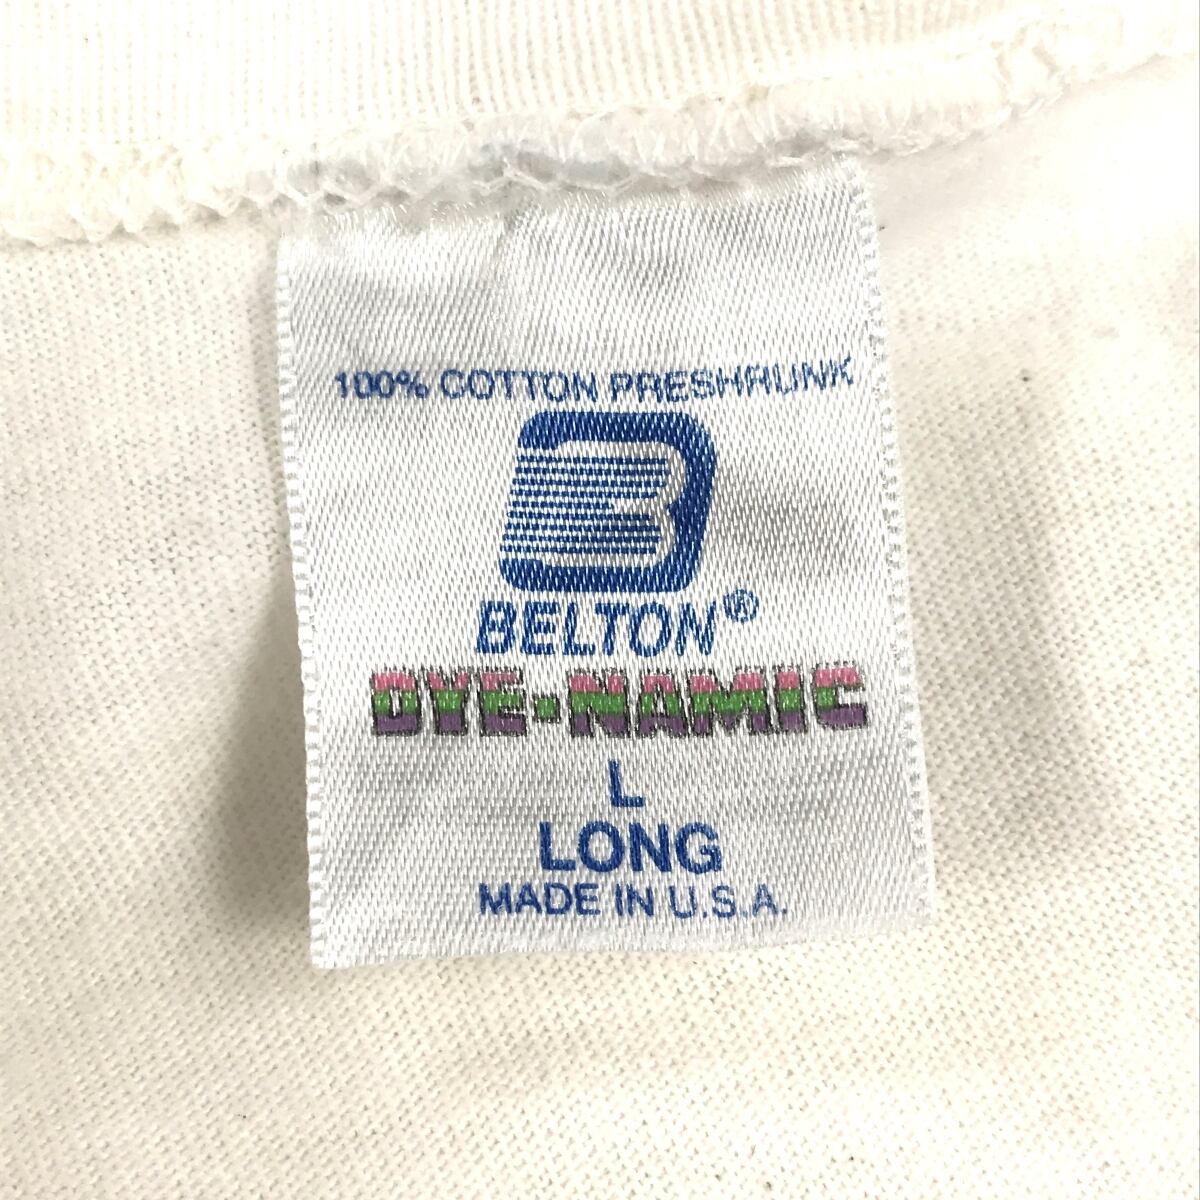 100% COTTON PRESHRUNK
B
BELTON®
DYE·NAMIC
L
LONG
MADE IN U.S.A.